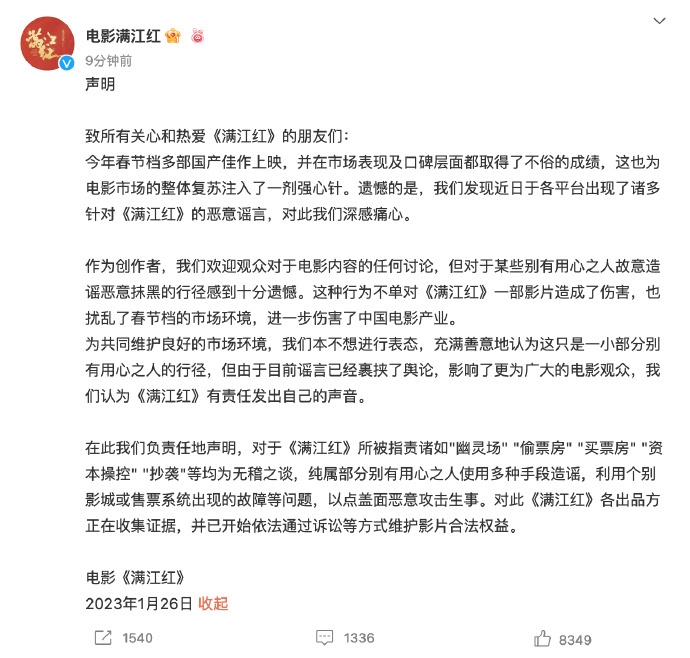 满江红
电影满江红
9分钟前
声明
致所有关心和热爱《满江红》的朋友们：
今年春节档多部国产佳作上映，并在市场表现及口碑层面都取得了不俗的成绩，这也为
电影市场的整体复苏注入了一剂强心针。遗憾的是，我们发现近日于各平台出现了诸多
针对《满江红》的恶意谣言，对此我们深感痛心。
作为创作者，我们欢迎观众对于电影内容的任何讨论，但对于某些别有用心之人故意造
谣恶意抹黑的行径感到十分遗憾。这种行为不单对《满江红》一部影片造成了伤害，也
扰乱了春节档的市场环境，进一步伤害了中国电影产业。
为共同维护良好的市场环境，我们本不想进行表态，充满善意地认为这只是一小部分别
有用心之人的行径，但由于目前谣言已经裹挟了舆论，影响了更为广大的电影观众，我
们认为《满江红》有责任发出自己的声音。
在此我们负责任地声明，对于《满江红》所被指责诸如"幽灵场" "偷票房" "买票房" "资
本操控" "抄袭"等均为无稽之谈，纯属部分别有用心之人使用多种手段造谣，利用个别
影城或售票系统出现的故障等问题，以点盖面恶意攻击生事。对此《满江红》各出品方
正在收集证据，并已开始依法通过诉讼等方式维护影片合法权益。
电影《满江红》
2023年1月26日 收起
1540 1336 8349